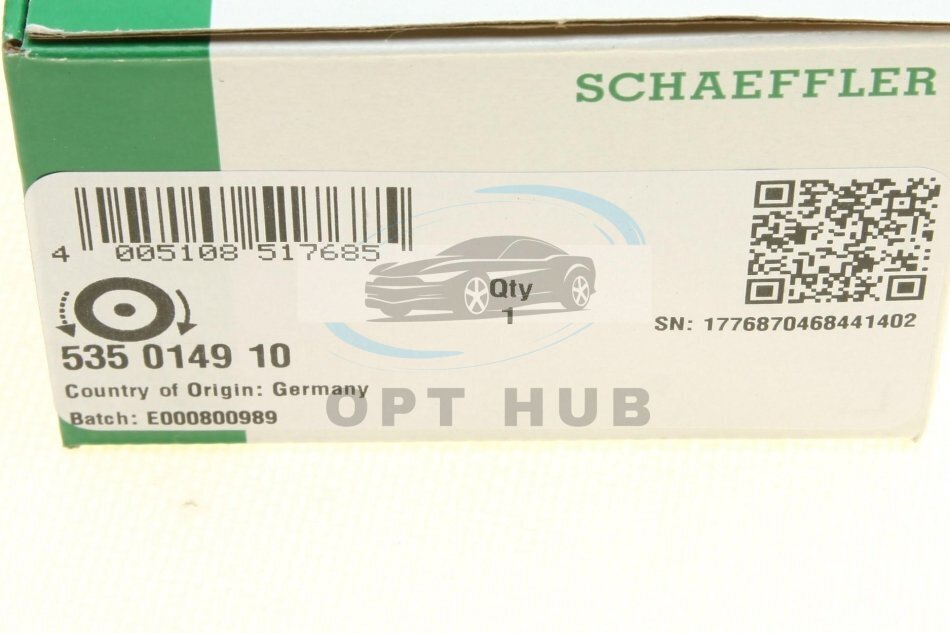 SCHAEFFLER
4 005108 517685
Qty
1
SN: 1776870468441402
535 0149 10
Country of Origin: Germany
Batch: E000800989
OPT HUB